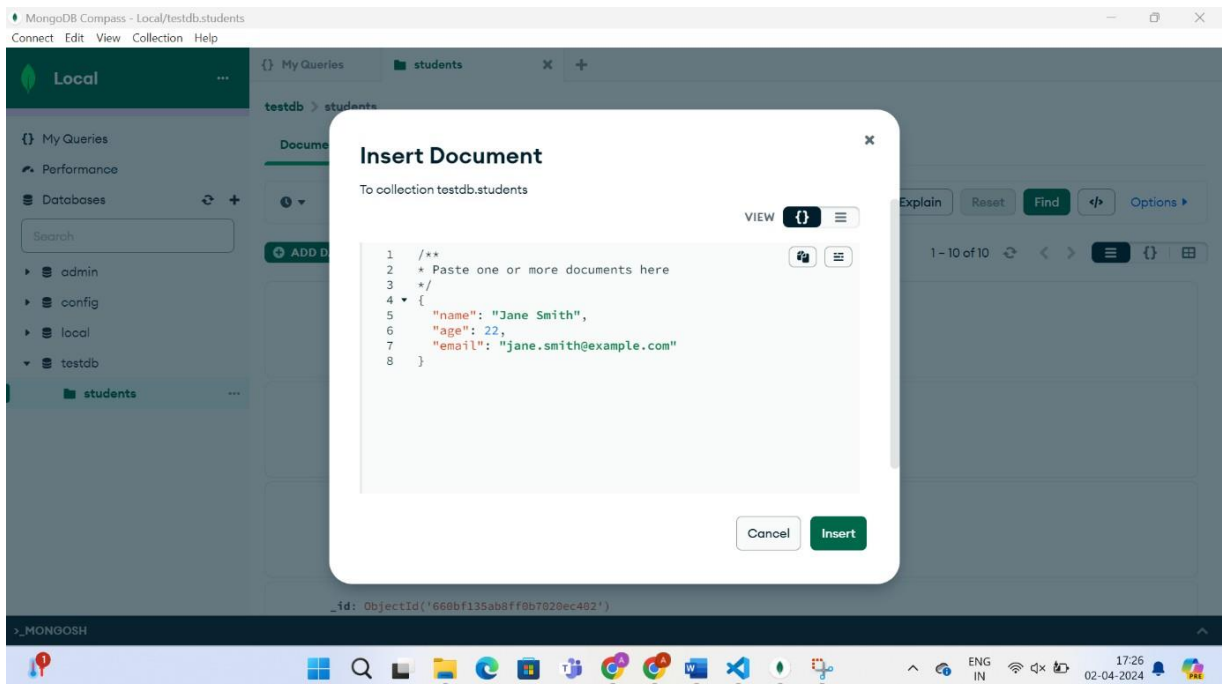 MongoDB Compass - Local/testdb.students
Connect Edit View Collection Help
Local
{} My Queries
students
testdb > students
{} My Queries
Performance
Databases
Search
admin
config
local
testdb
students
Docume
Explain
Reset
Find
</>
Options
ADD D
1 – 10 of 10
{}
Insert Document
To collection testdb.students
VIEW {}
1 /**
2 * Paste one or more documents here
3 */
4 {
5 "name": "Jane Smith",
6 "age": 22,
7 "email": "jane.smith@example.com"
8 }
Cancel
Insert
_id: ObjectId('660bf135ab8ff0b7020ec402')
>_MONGOSH
1
ENG
IN
17:26
02-04-2024
PRE